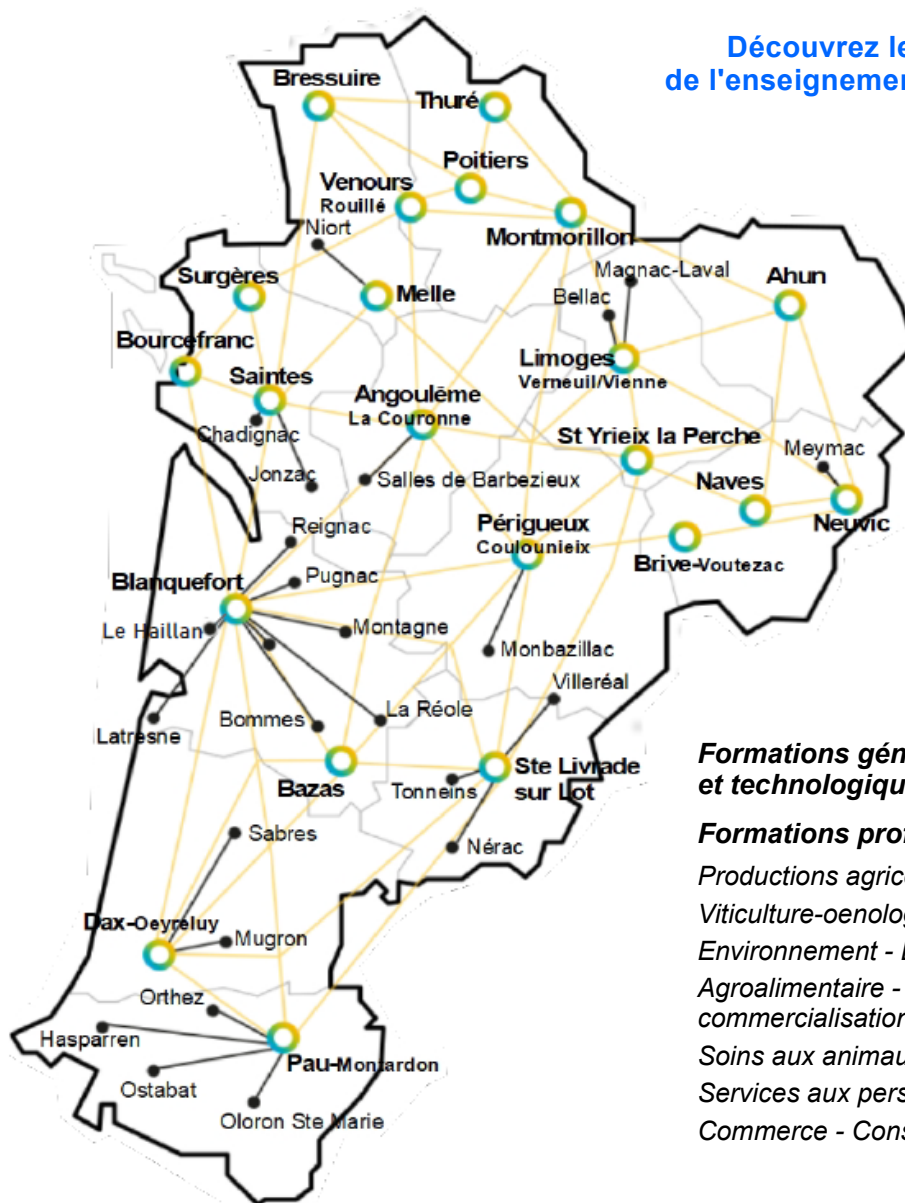 Découvrez le
de l'enseignemen
Bressuire
Thuré
Poitiers
Venours
Rouillé
Niort
Montmorillon
Magnac-Laval
Surgères
Melle
Bellac
Ahun
Bourcefranc
Saintes
Limoges
Verneuil/Vienne
Angoulême
La Couronne
Chadignac
St Yrieix la Perche
Meymac
Jonzac
Salles de Barbezieux
Naves
Neuvic
Reignac
Périgueux
Coulounieix
Brive-Voutezac
Blanquefort
Pugnac
Le Haillan
Montagne
Monbazillac
Villeréal
Latresne
Bommes
La Réole
Bazas
Tonneins
Ste Livrade
sur Lot
Sabres
Nérac
Dax-Oeyreluy
Mugron
Orthez
Hasparren
Pau-Montardon
Ostabat
Oloron Ste Marie
Formations gén
et technologiqu
Formations prof
Productions agric
Viticulture-oenolog
Environnement -
Agroalimentaire -
commercialisation
Soins aux animau
Services aux pers
Commerce - Cons